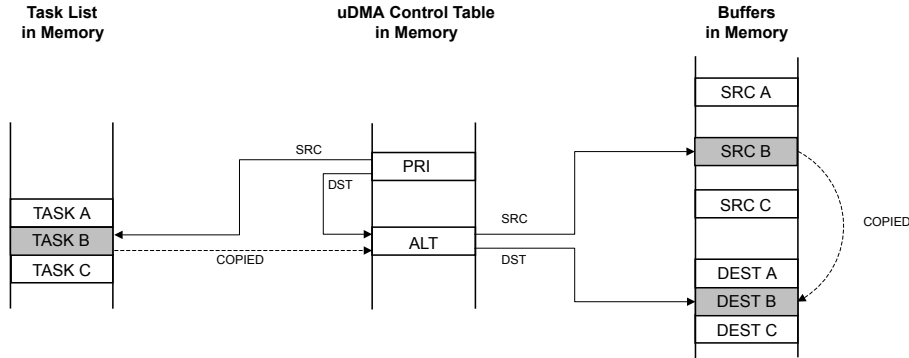 Task List
in Memory
uDMA Control Table
in Memory
Buffers
in Memory
SRC A
SRC
PRI
SRC B
DST
TASK A
SRC C
SRC
COPIED
TASK B
ALT
COPIED
DST
TASK C
DEST A
DEST B
DEST C